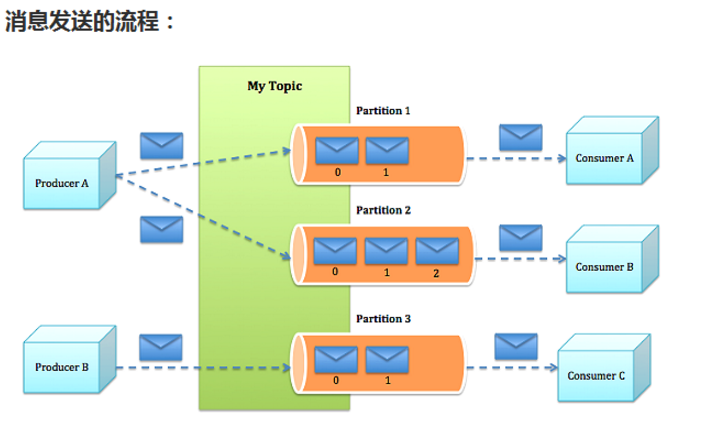 消息发送的流程：
My Topic
Partition 1
0 1
Producer A
Consumer A
Partition 2
0 1 2
Consumer B
Partition 3
0 1
Producer B
Consumer C